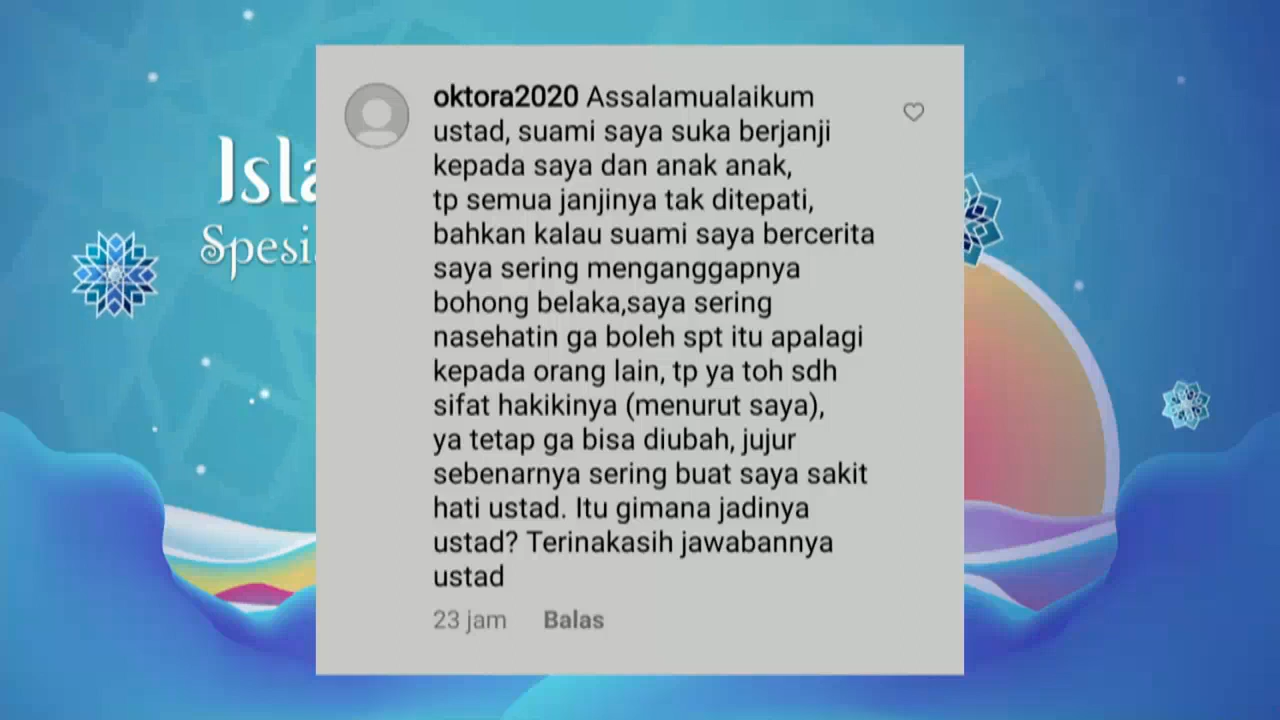 Isla
Spesia
oktora2020 Assalamualaikum
ustad, suami saya suka berjanji
kepada saya dan anak anak,
tp semua janjinya tak ditepati,
bahkan kalau suami saya bercerita
saya sering menganggapnya
bohong belaka,saya sering
nasehatin ga boleh spt itu apalagi
kepada orang lain, tp ya toh sdh
sifat hakikinya (menurut saya),
ya tetap ga bisa diubah, jujur
sebenarnya sering buat saya sakit
hati ustad. Itu gimana jadinya
ustad? Terinakasih jawabannya
ustad
23 jam Balas